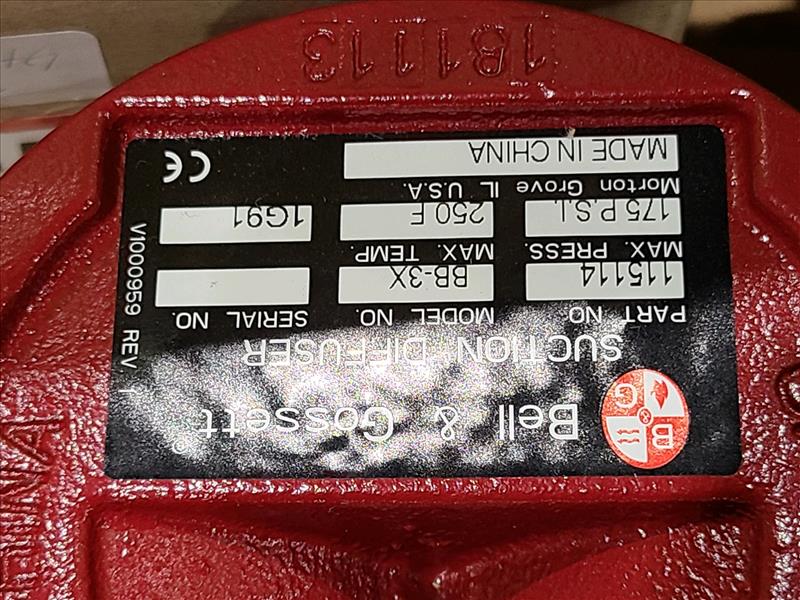 B G
Bell & Gossett
SUCTION DIFFUSER
PART NO. MODEL NO. SERIAL NO.
115114 BB-3X
MAX. PRESS. MAX. TEMP.
175 P.S.I. 250 F 1G91
Morton Grove IL U.S.A.
MADE IN CHINA
CE
V1000959 REV